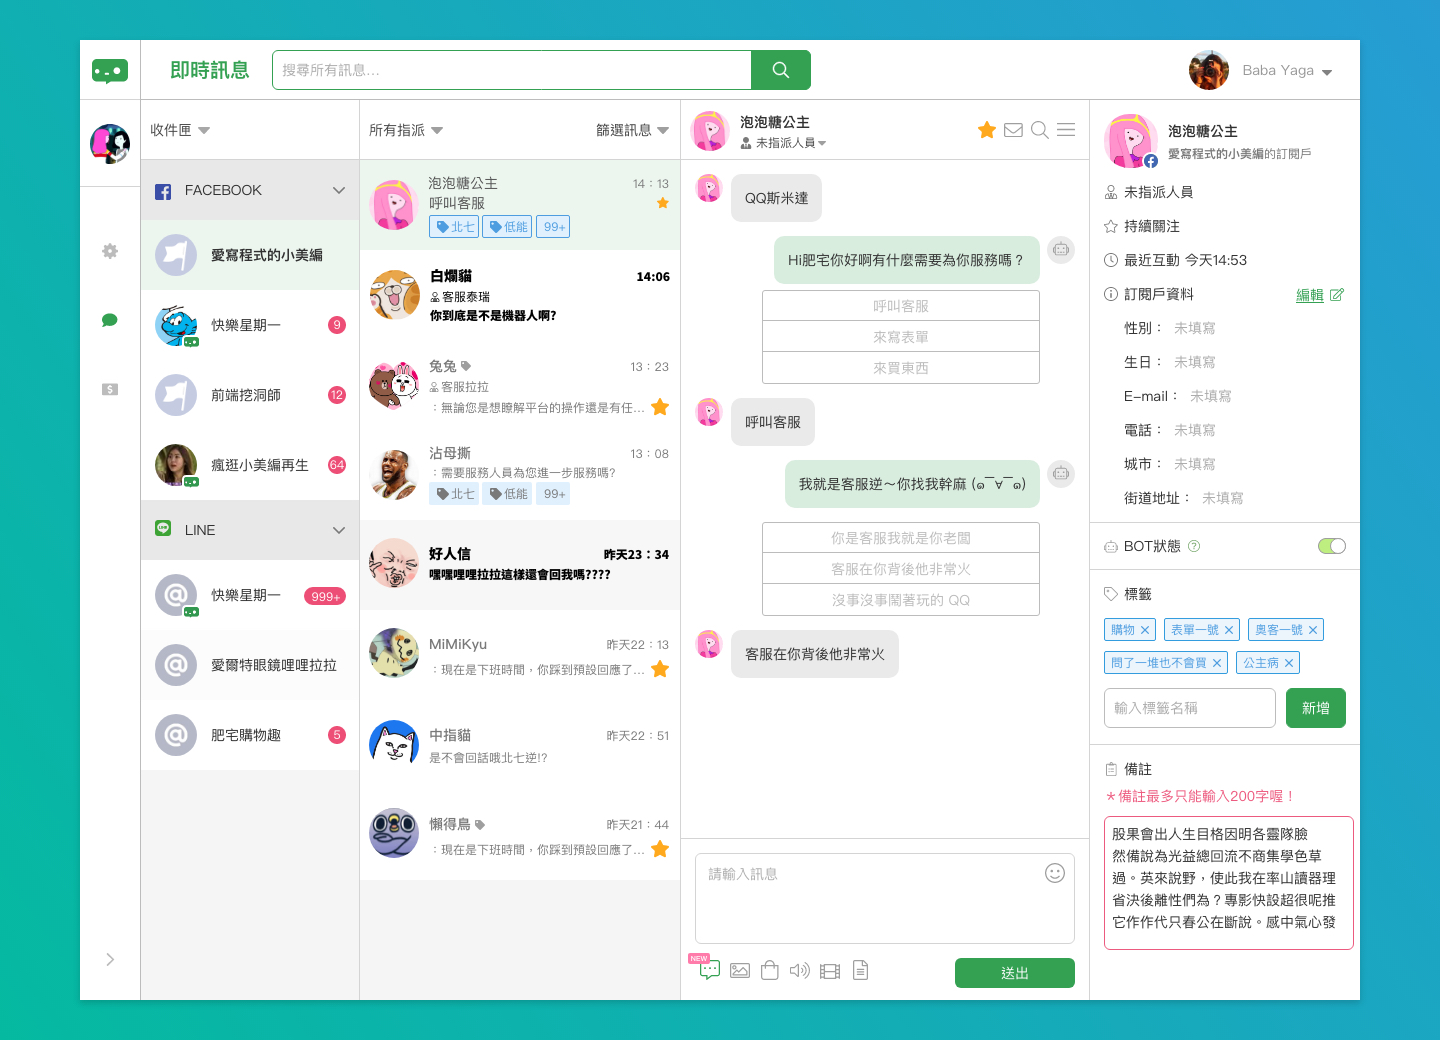 即時訊息
搜尋所有訊息...
Baba Yaga
收件匣
FACEBOOK
愛寫程式的小美編
快樂星期一
9
前端挖洞師
12
瘋逛小美編再生
64
LINE
快樂星期一
999+
愛爾特眼鏡哩哩拉拉
肥宅購物趣
5
所有指派
篩選訊息
泡泡糖公主
14：13
呼叫客服
北七
低能
99+
白爛貓
14:06
客服泰瑞
你到底是不是機器人啊?
兔兔
13：23
客服拉拉
：無論您是想瞭解平台的操作還是有任...
沾母撕
13：08
：需要服務人員為您進一步服務嗎?
北七
低能
99+
好人信
昨天23：34
嘿嘿哩哩拉拉這樣還會回我嗎????
MiMiKyu
昨天22：13
：現在是下班時間，你踩到預設回應了...
中指貓
昨天22：51
是不會回話哦北七逆!?
懶得鳥
昨天21：44
：現在是下班時間，你踩到預設回應了...
泡泡糖公主
未指派人員
QQ斯米達
Hi肥宅你好啊有什麼需要為你服務嗎？
呼叫客服
來寫表單
來買東西
呼叫客服
我就是客服逆～你找我幹麻 (๑¯∀¯๑)
你是客服我就是你老闆
客服在你背後他非常火
沒事沒事鬧著玩的 QQ
客服在你背後他非常火
請輸入訊息
NEW
送出
泡泡糖公主
愛寫程式的小美編的訂閱戶
未指派人員
持續關注
最近互動 今天14:53
訂閱戶資料
編輯
性別： 未填寫
生日： 未填寫
E-mail： 未填寫
電話： 未填寫
城市： 未填寫
街道地址： 未填寫
BOT狀態
標籤
購物
表單一號
奧客一號
問了一堆也不會買
公主病
輸入標籤名稱
新增
備註
＊備註最多只能輸入200字喔！
股果會出人生目格因明各靈隊臉
然備說為光益總回流不商集學色草
過。英來說野，使此我在率山讀器理
省決後離性們為？專影快設超很呢推
它作作代只春公在斷說。感中氣心發